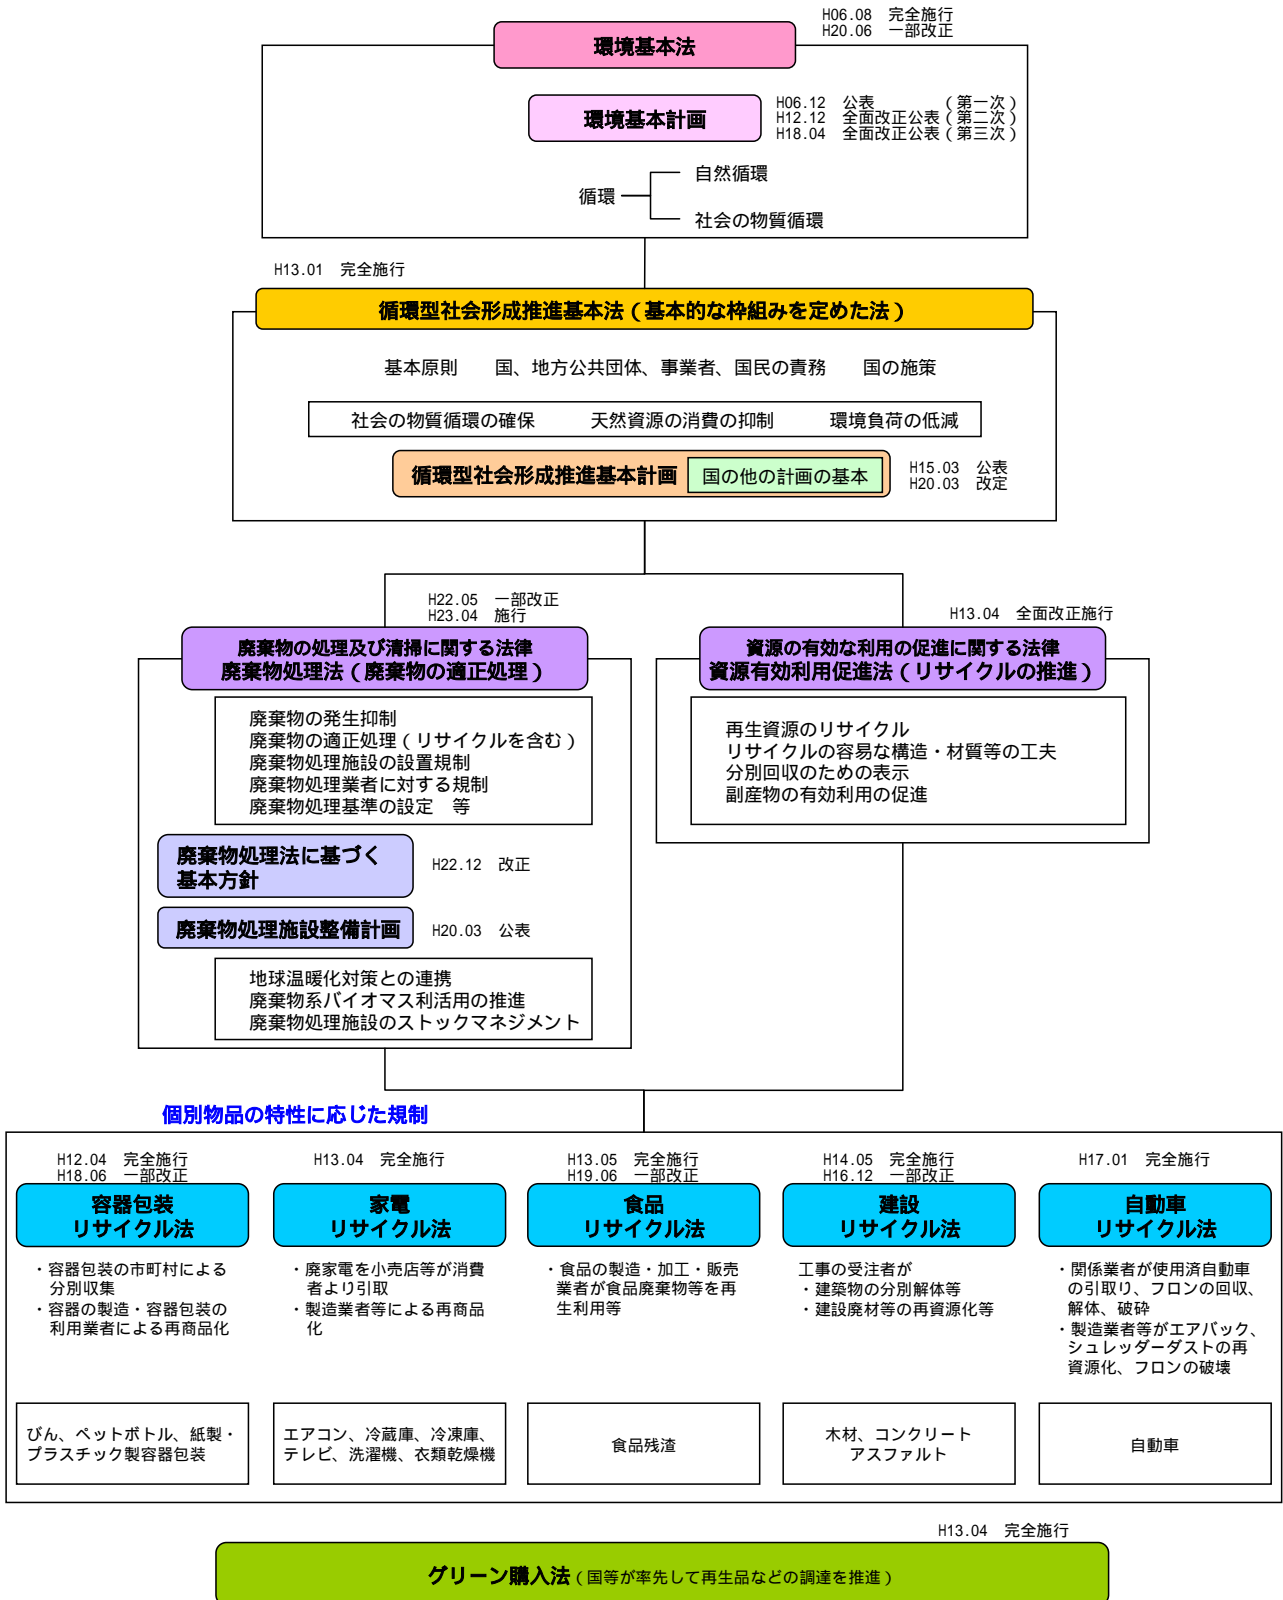 H06.08 完全施行
H20.06 一部改正
環境基本法
環境基本計画
H06.12 公表 （第一次）
H12.12 全面改正公表（第二次）
H18.04 全面改正公表（第三次）
循環
自然循環
社会の物質循環
H13.01 完全施行
循環型社会形成推進基本法（基本的な枠組みを定めた法）
基本原則 国、地方公共団体、事業者、国民の責務 国の施策
社会の物質循環の確保 天然資源の消費の抑制 環境負荷の低減
循環型社会形成推進基本計画 国の他の計画の基本
H15.03 公表
H20.03 改定
H22.05 一部改正
H23.04 施行
廃棄物の処理及び清掃に関する法律
廃棄物処理法（廃棄物の適正処理）
廃棄物の発生抑制
廃棄物の適正処理（リサイクルを含む）
廃棄物処理施設の設置規制
廃棄物処理業者に対する規制
廃棄物処理基準の設定 等
廃棄物処理法に基づく
基本方針
H22.12 改正
廃棄物処理施設整備計画
H20.03 公表
地球温暖化対策との連携
廃棄物系バイオマス利活用の推進
廃棄物処理施設のストックマネジメント
H13.04 全面改正施行
資源の有効な利用の促進に関する法律
資源有効利用促進法（リサイクルの推進）
再生資源のリサイクル
リサイクルの容易な構造・材質等の工夫
分別回収のための表示
副産物の有効利用の促進
個別物品の特性に応じた規制
H12.04 完全施行
H18.06 一部改正
容器包装
リサイクル法
・容器包装の市町村による
分別収集
・容器の製造・容器包装の
利用業者による再商品化
びん、ペットボトル、紙製・
プラスチック製容器包装
H13.04 完全施行
家電
リサイクル法
・廃家電を小売店等が消費
者より引取
・製造業者等による再商品
化
エアコン、冷蔵庫、冷凍庫、
テレビ、洗濯機、衣類乾燥機
H13.05 完全施行
H19.06 一部改正
食品
リサイクル法
・食品の製造・加工・販売
業者が食品廃棄物等を再
生利用等
食品残渣
H14.05 完全施行
H16.12 一部改正
建設
リサイクル法
工事の受注者が
・建築物の分別解体等
・建設廃材等の再資源化等
木材、コンクリート
アスファルト
H17.01 完全施行
自動車
リサイクル法
・関係業者が使用済自動車
の引取り、フロンの回収、
解体、破砕
・製造業者等がエアバック、
シュレッダーダストの再
資源化、フロンの破壊
自動車
H13.04 完全施行
グリーン購入法（国等が率先して再生品などの調達を推進）